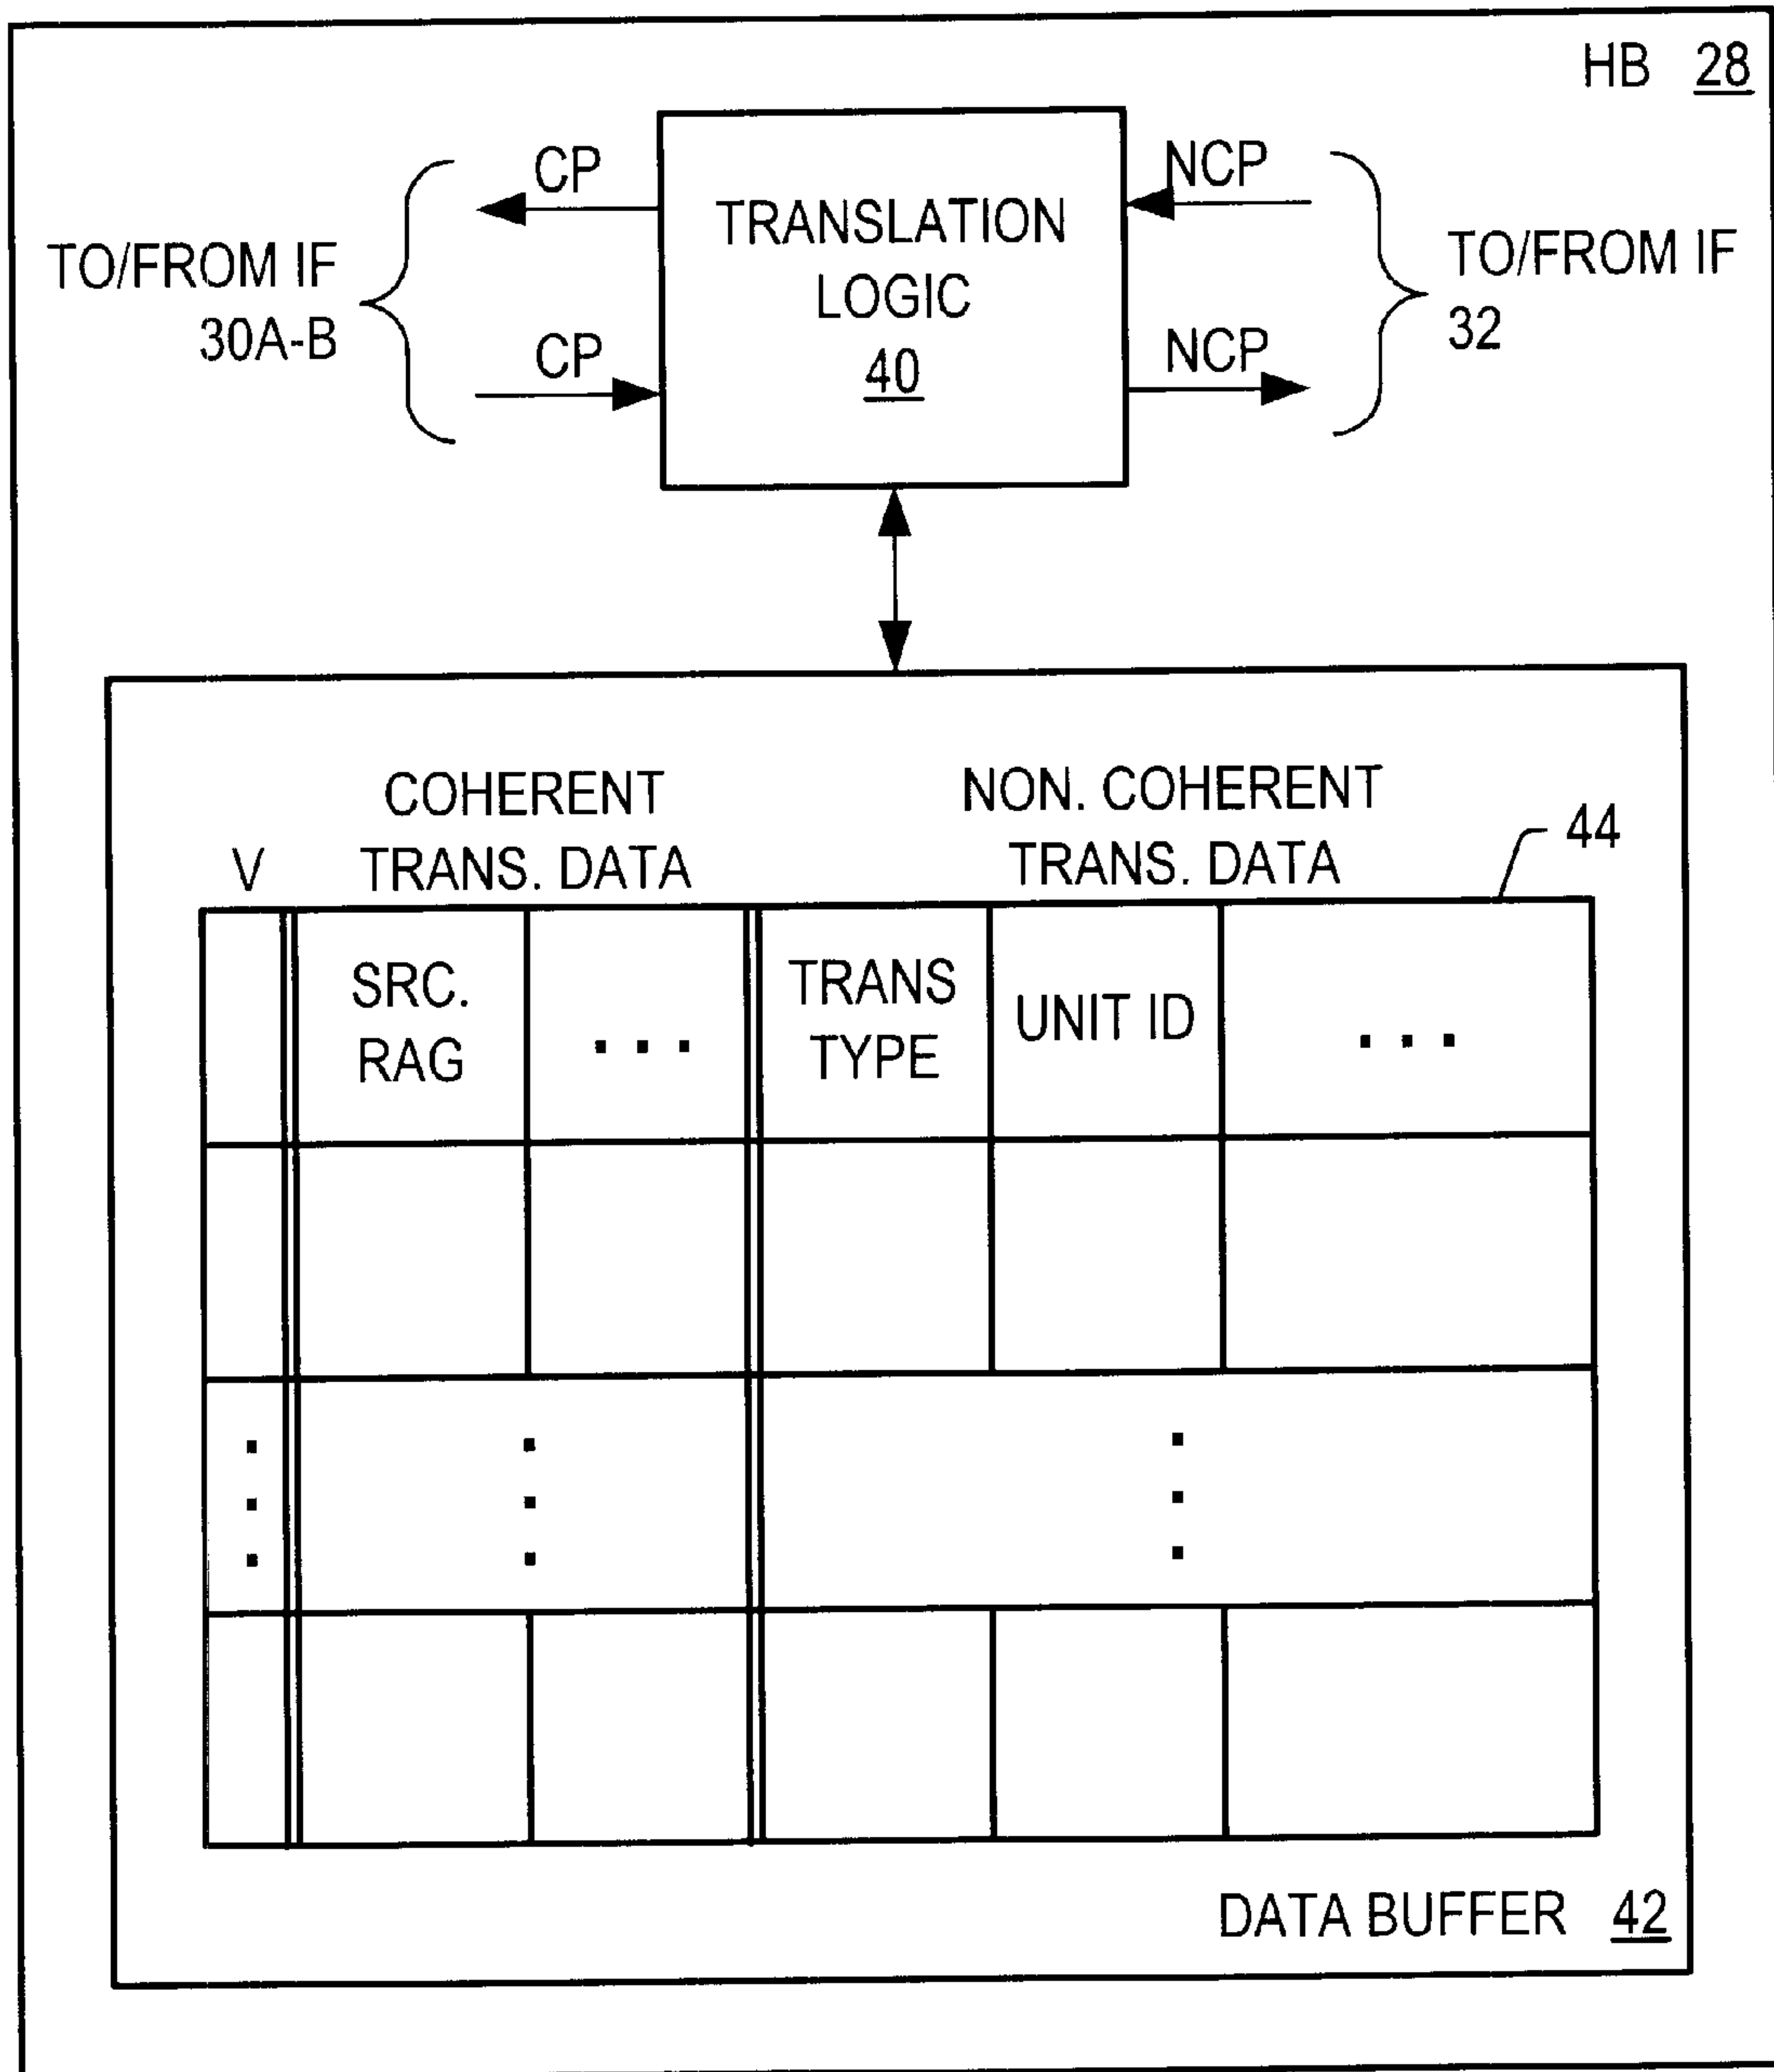 HB 28
CP
NCP
TRANSLATION
LOGIC
40
TO/FROM IF
30A-B
TO/FROM IF
32
CP
NCP
COHERENT
TRANS. DATA
NON. COHERENT
TRANS. DATA
44
V
SRC.
RAG
. . .
TRANS
TYPE
UNIT ID
. . .
DATA BUFFER 42